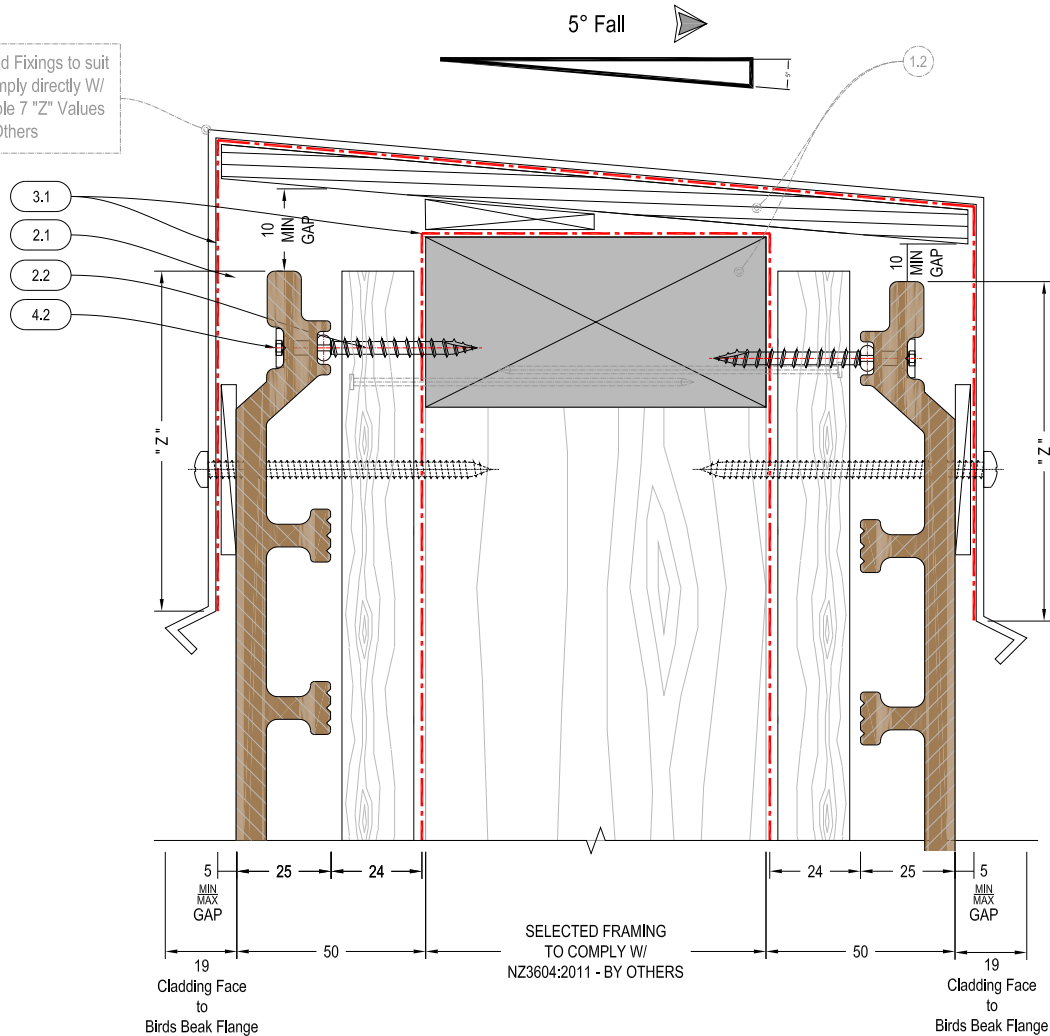 5° Fall
d Fixings to suit
mply directly W/
ble 7 "Z" Values
Others
1.2
5°
3.1
2.1
2.2
4.2
10
MIN
GAP
10
MIN
GAP
"Z"
"Z"
5
MIN
MAX
GAP
25
24
24
25
5
MIN
MAX
GAP
50
SELECTED FRAMING
TO COMPLY W/
NZ3604:2011 - BY OTHERS
50
19
Cladding Face
to
Birds Beak Flange
19
Cladding Face
to
Birds Beak Flange